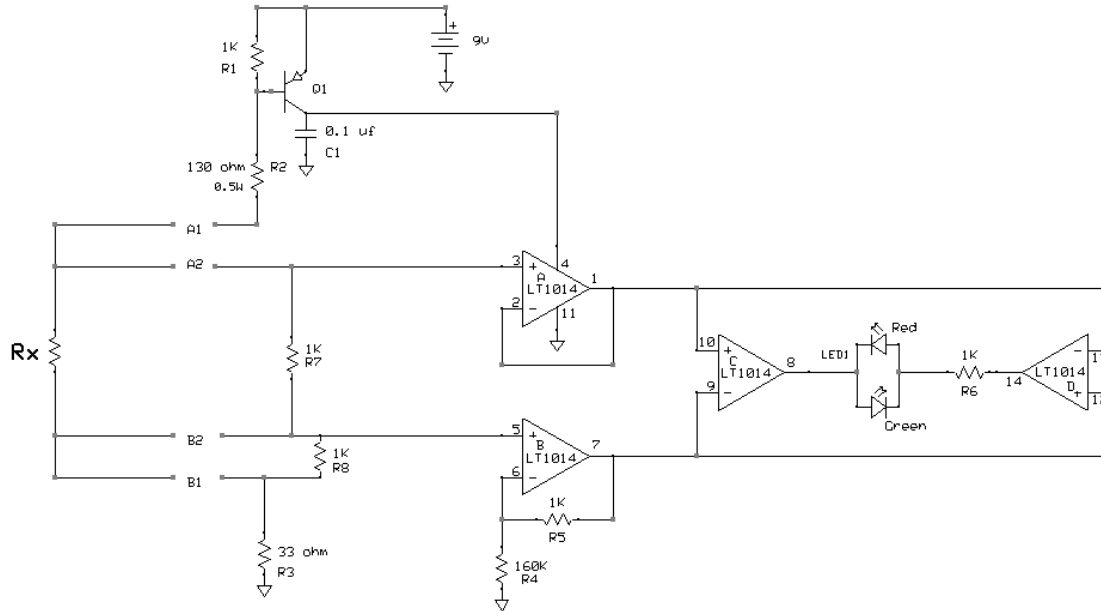 +
9v
1K
R1
Q1
0.1 uf
C1
130 ohm R2
0.5W
A1
A2
3 + A 4
LT1014 1
2 -
11
Rx
1K
R7
10 + C
LT1014 8
9 -
Red
LED1
Green
1K
R6
- LT1014
14 D
+
B2
B1
1K
R8
5 + B 7
LT1014
6 -
1K
R5
160K
R4
33 ohm
R3